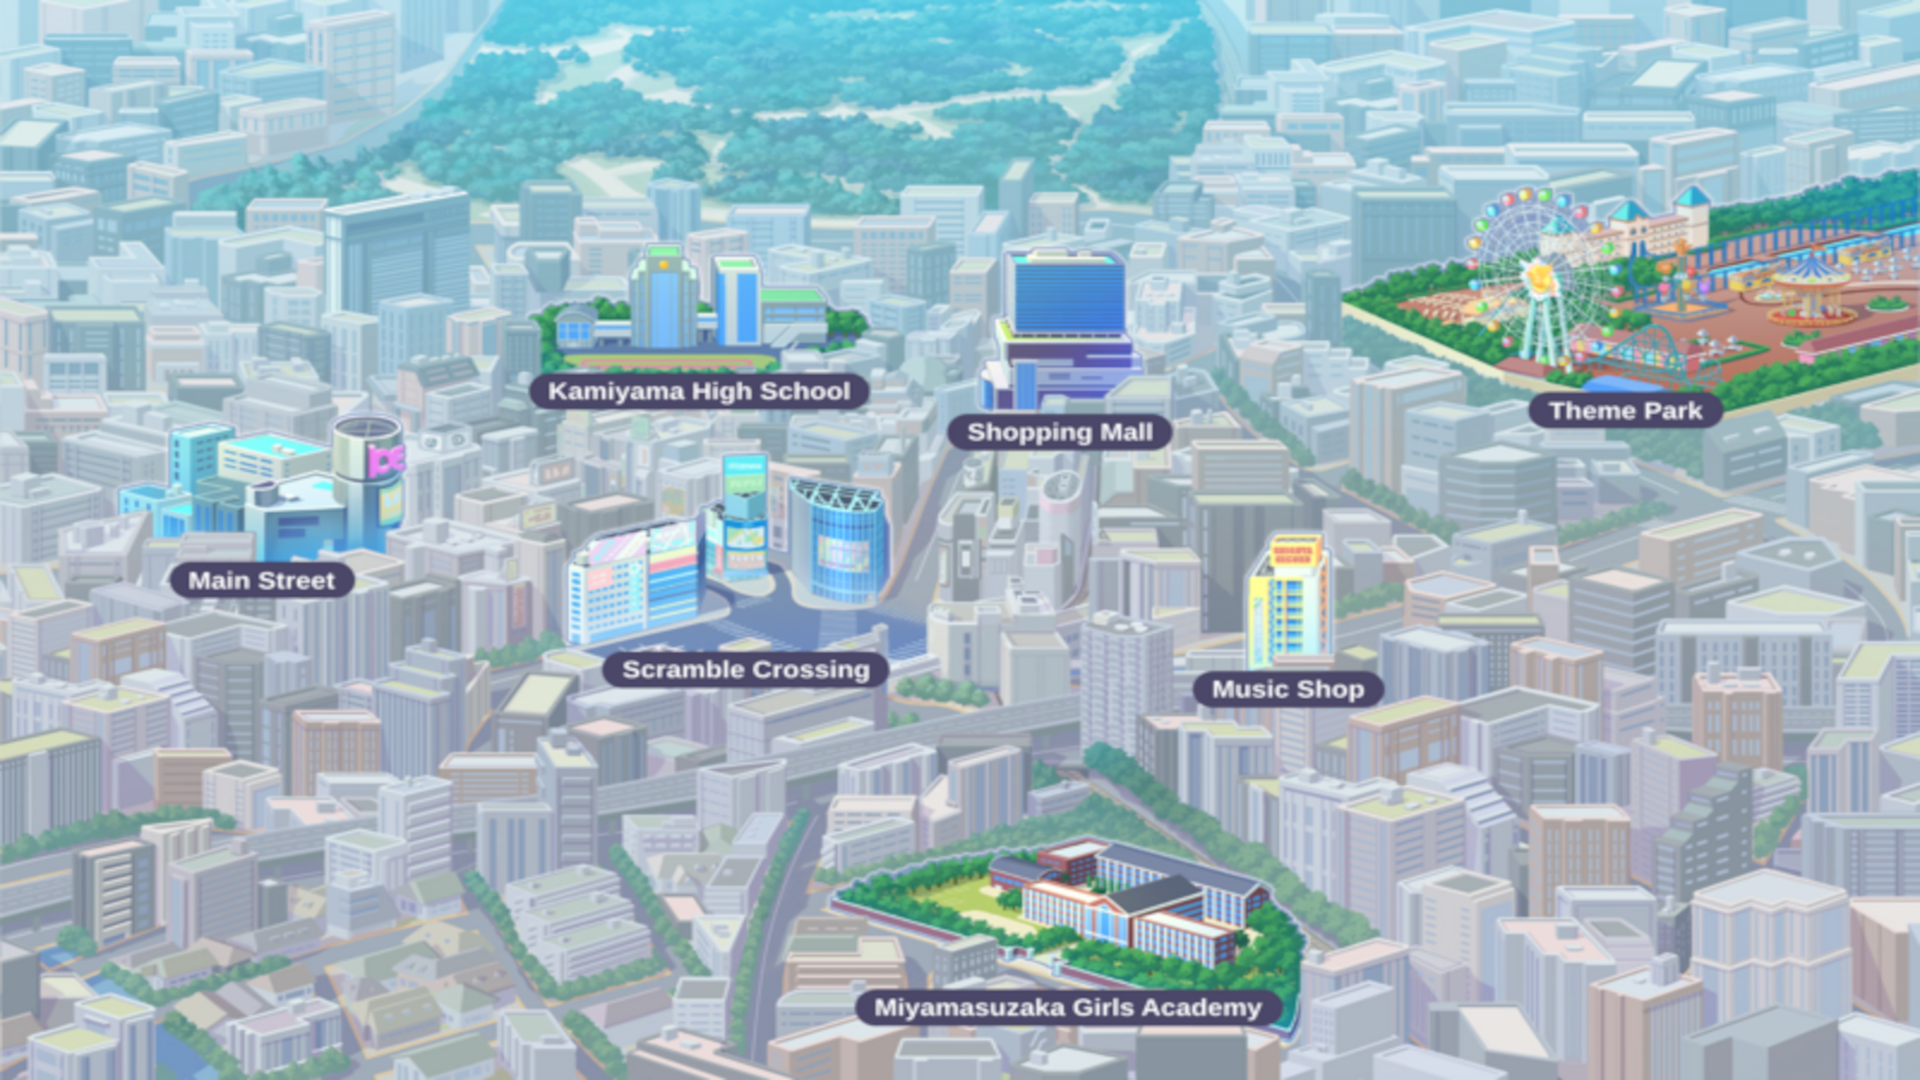 Kamiyama High School
Theme Park
Shopping Mall
Main Street
Scramble Crossing
Music Shop
Miyamasuzaka Girls Academy